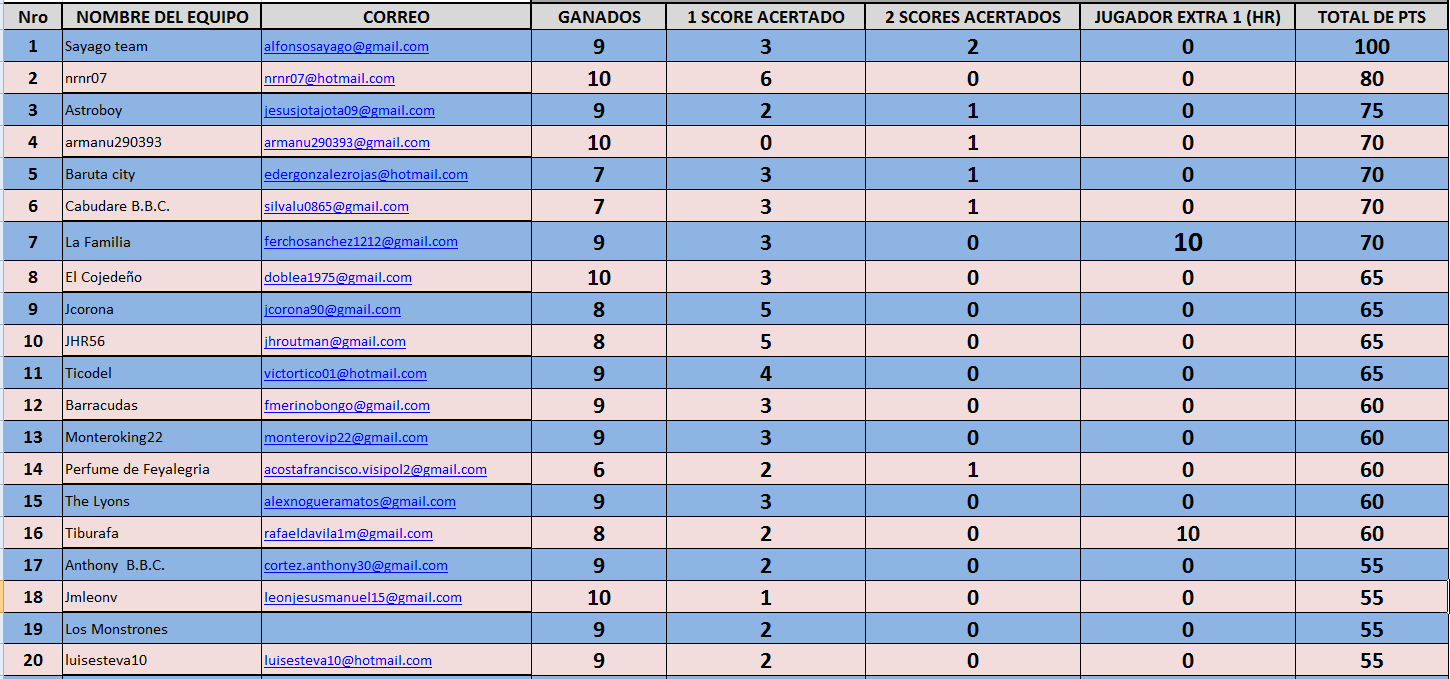 Nro NOMBRE DEL EQUIPO CORREO GANADOS 1 SCORE ACERTADO 2 SCORES ACERTADOS JUGADOR EXTRA 1 (HR) TOTAL DE PTS
1 Sayago team alfonsosayago@gmail.com 9 3 2 0 100
2 nrnr07 nrnr07@hotmail.com 10 6 0 0 80
3 Astroboy jesusjotajota09@gmail.com 9 2 1 0 75
4 armanu290393 armanu290393@gmail.com 10 0 1 0 70
5 Baruta city edergonzalezrojas@hotmail.com 7 3 1 0 70
6 Cabudare B.B.C. silvalu0865@gmail.com 7 3 1 0 70
7 La Familia ferchosanchez1212@gmail.com 9 3 0 10 70
8 El Cojedeño doblea1975@gmail.com 10 3 0 0 65
9 Jcorona jcorona90@gmail.com 8 5 0 0 65
10 JHR56 jhroutman@gmail.com 8 5 0 0 65
11 Ticodel victortico01@hotmail.com 9 4 0 0 65
12 Barracudas fmerinobongo@gmail.com 9 3 0 0 60
13 Monteroking22 monterovip22@gmail.com 9 3 0 0 60
14 Perfume de Feyalegria acostafrancisco.visipol2@gmail.com 6 2 1 0 60
15 The Lyons alexnogueramatos@gmail.com 9 3 0 0 60
16 Tiburafa rafaeldavila1m@gmail.com 8 2 0 10 60
17 Anthony  B.B.C. cortez.anthony30@gmail.com 9 2 0 0 55
18 Jmleonv leonjesusmanuel15@gmail.com 10 1 0 0 55
19 Los Monstrones 9 2 0 0 55
20 luisesteva10 luisesteva10@hotmail.com 9 2 0 0 55